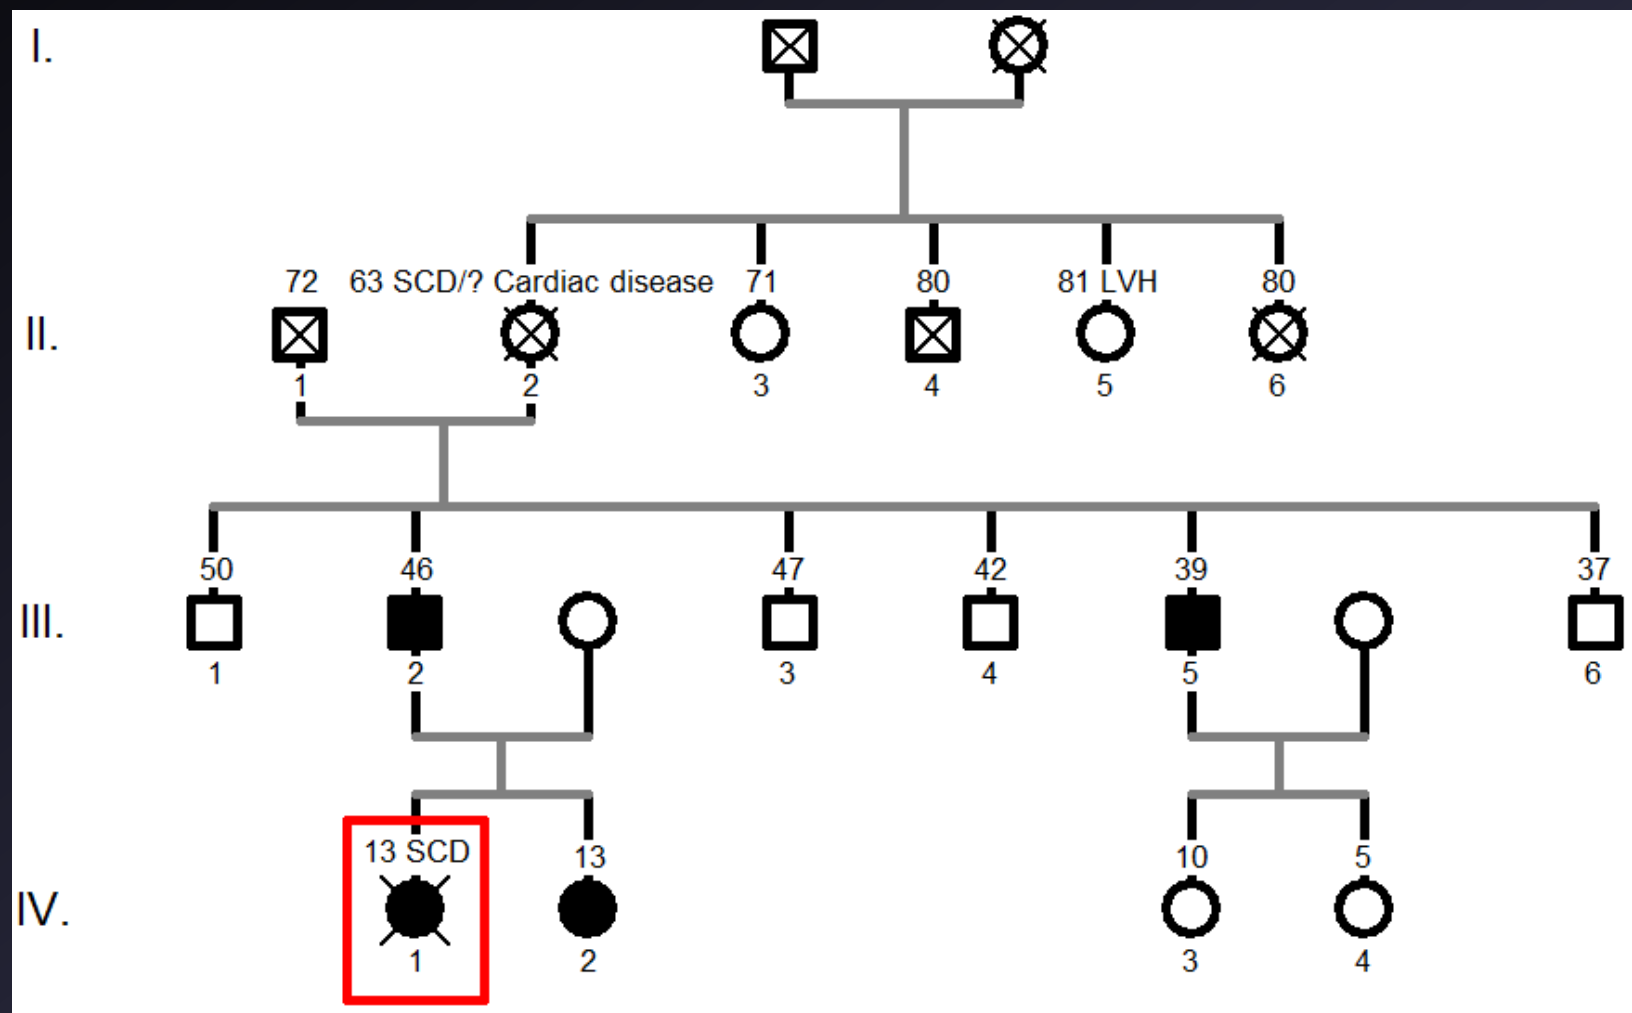 I.
72 63 SCD/? Cardiac disease 71 80 81 LVH 80
II.
1 2 3 4 5 6
50 46 47 42 39 37
III.
1 2 3 4 5 6
13 SCD 13 10 5
IV.
1 2 3 4